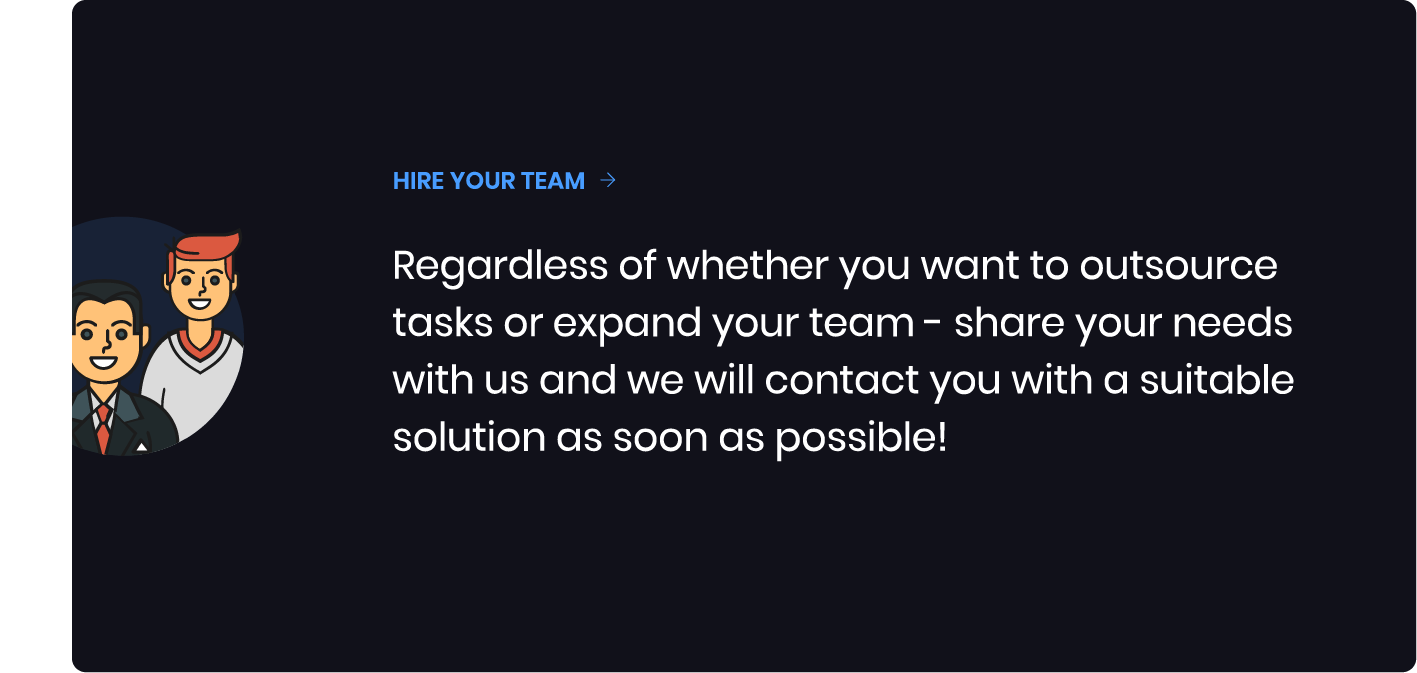 HIRE YOUR TEAM →
Regardless of whether you want to outsource
tasks or expand your team - share your needs
with us and we will contact you with a suitable
solution as soon as possible!